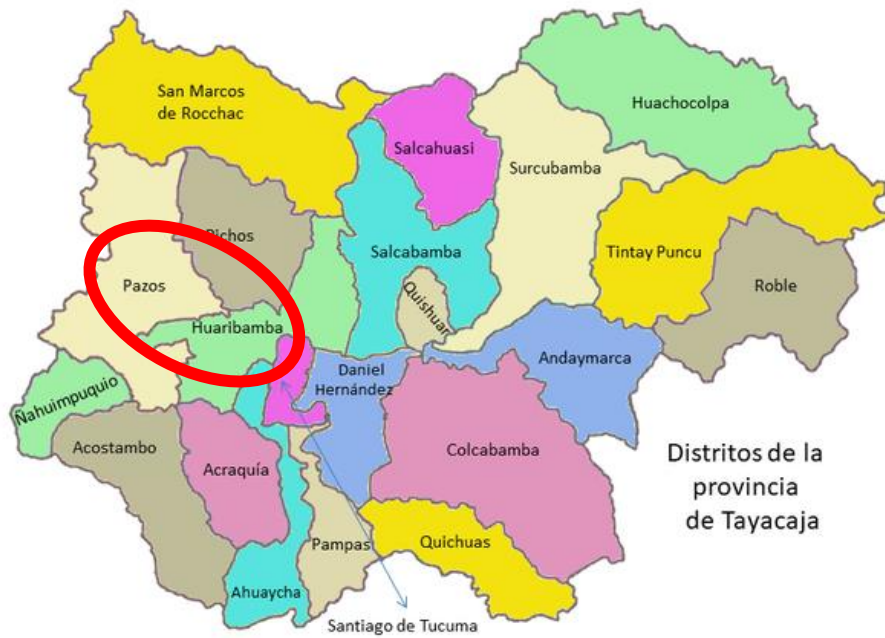 San Marcos
de Rocchac
Huachocolpa
Salcahuasi
Surcubamba
Pichos
Salcabamba
Tintay Puncu
Pazos
Quishuar
Roble
Huaribamba
Daniel
Hernández
Andaymarca
Ñahuimpuquio
Acostambo
Acraquía
Colcabamba
Distritos de la
provincia
de Tayacaja
Pampas
Quichuas
Ahuaycha
Santiago de Tucuma